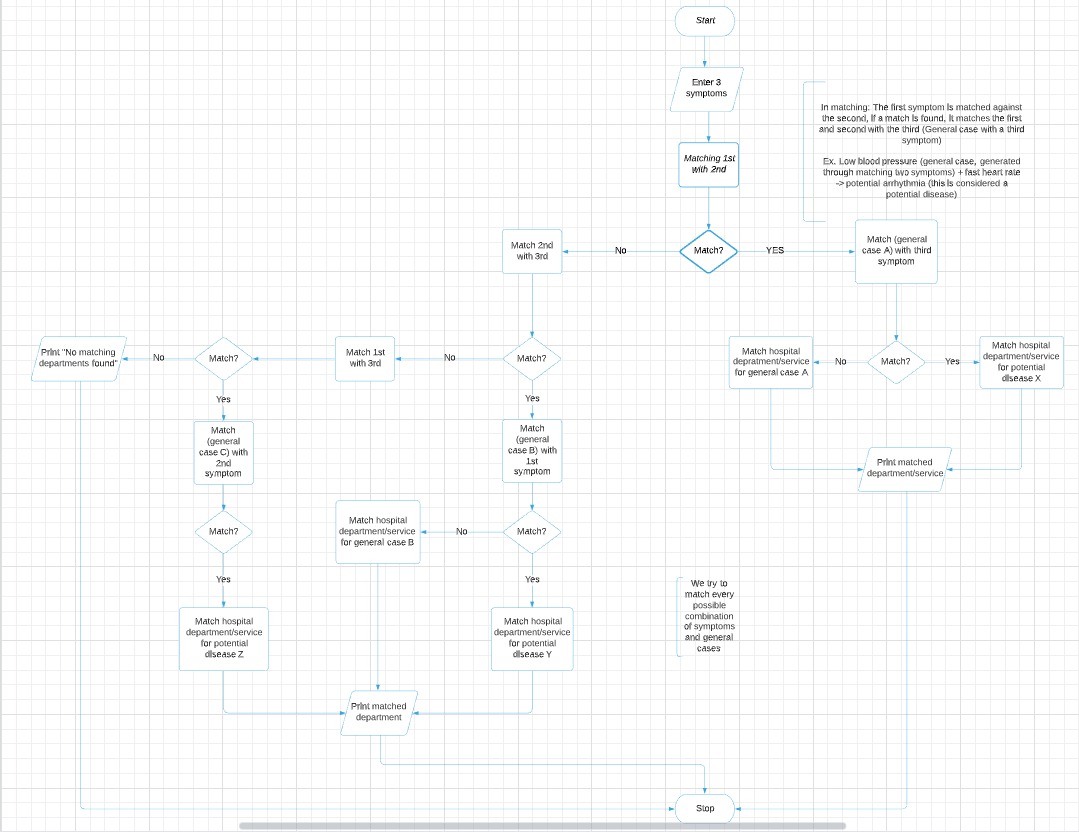 Start
Enter 3
symptoms
In matching: The first symptom is matched against
the second, if a match is found, it matches the first
and second with the third (General case with a third
symptom)
Ex. Low blood pressure (general case, generated
through matching two symptoms) + fast heart rate
-> potential arrhythmia (this is considered a
potential disease)
Matching 1st
with 2nd
Match 2nd
with 3rd
No
Match?
YES
Match (general
case A) with third
symptom
Print "No matching
departments found"
No
Match?
Match 1st
with 3rd
No
Match?
Match hospital
depratment/service
for general case A
No
Match?
Yes
Match hospital
department/service
for potential
disease X
Yes
Yes
Match
(general
case C) with
2nd
symptom
Match
(general
case B) with
1st
symptom
Print matched
department/service
Match?
Match hospital
department/service
for general case B
No
Match?
Yes
Yes
We try to
match every
possible
combination
of symptoms
and general
cases
Match hospital
department/service
for potential
disease Z
Match hospital
department/service
for potential
disease Y
Print matched
department
Stop